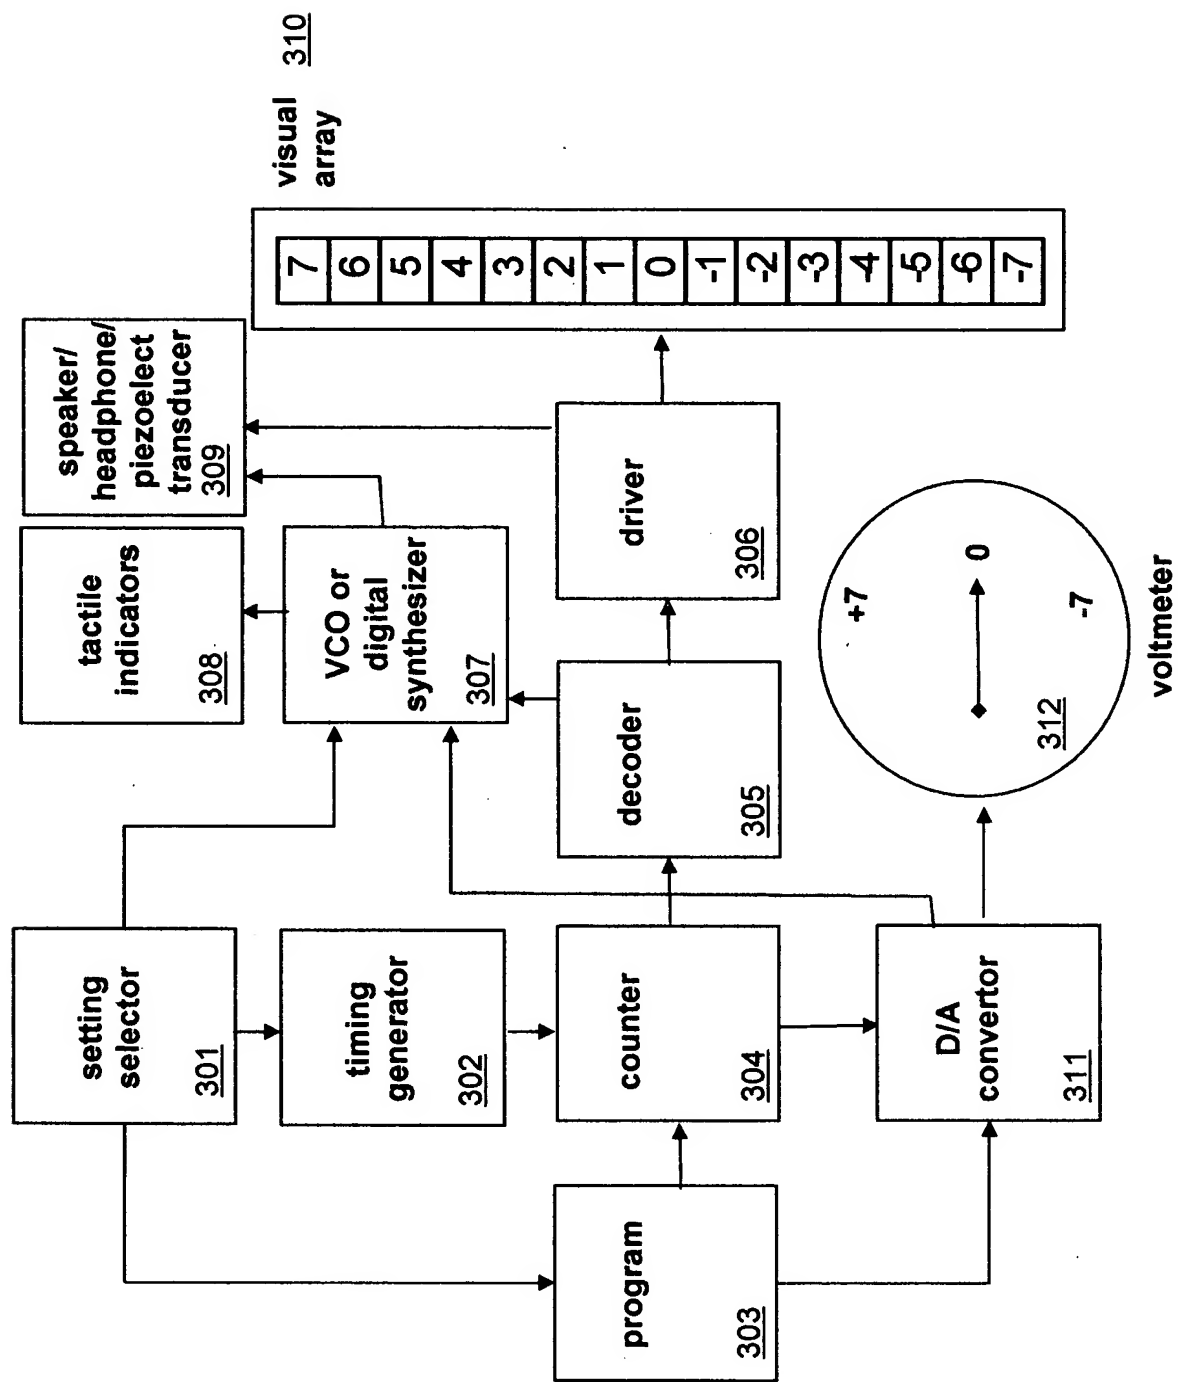 setting
selector
301
timing
generator
302
program
303
counter
304
decoder
305
driver
306
VCO or
digital
synthesizer
307
tactile
indicators
308
speaker/
headphone/
piezoelect
transducer
309
visual
array
310
7
6
5
4
3
2
1
0
-1
-2
-3
-4
-5
-6
-7
D/A
convertor
311
+7
0
-7
312
voltmeter